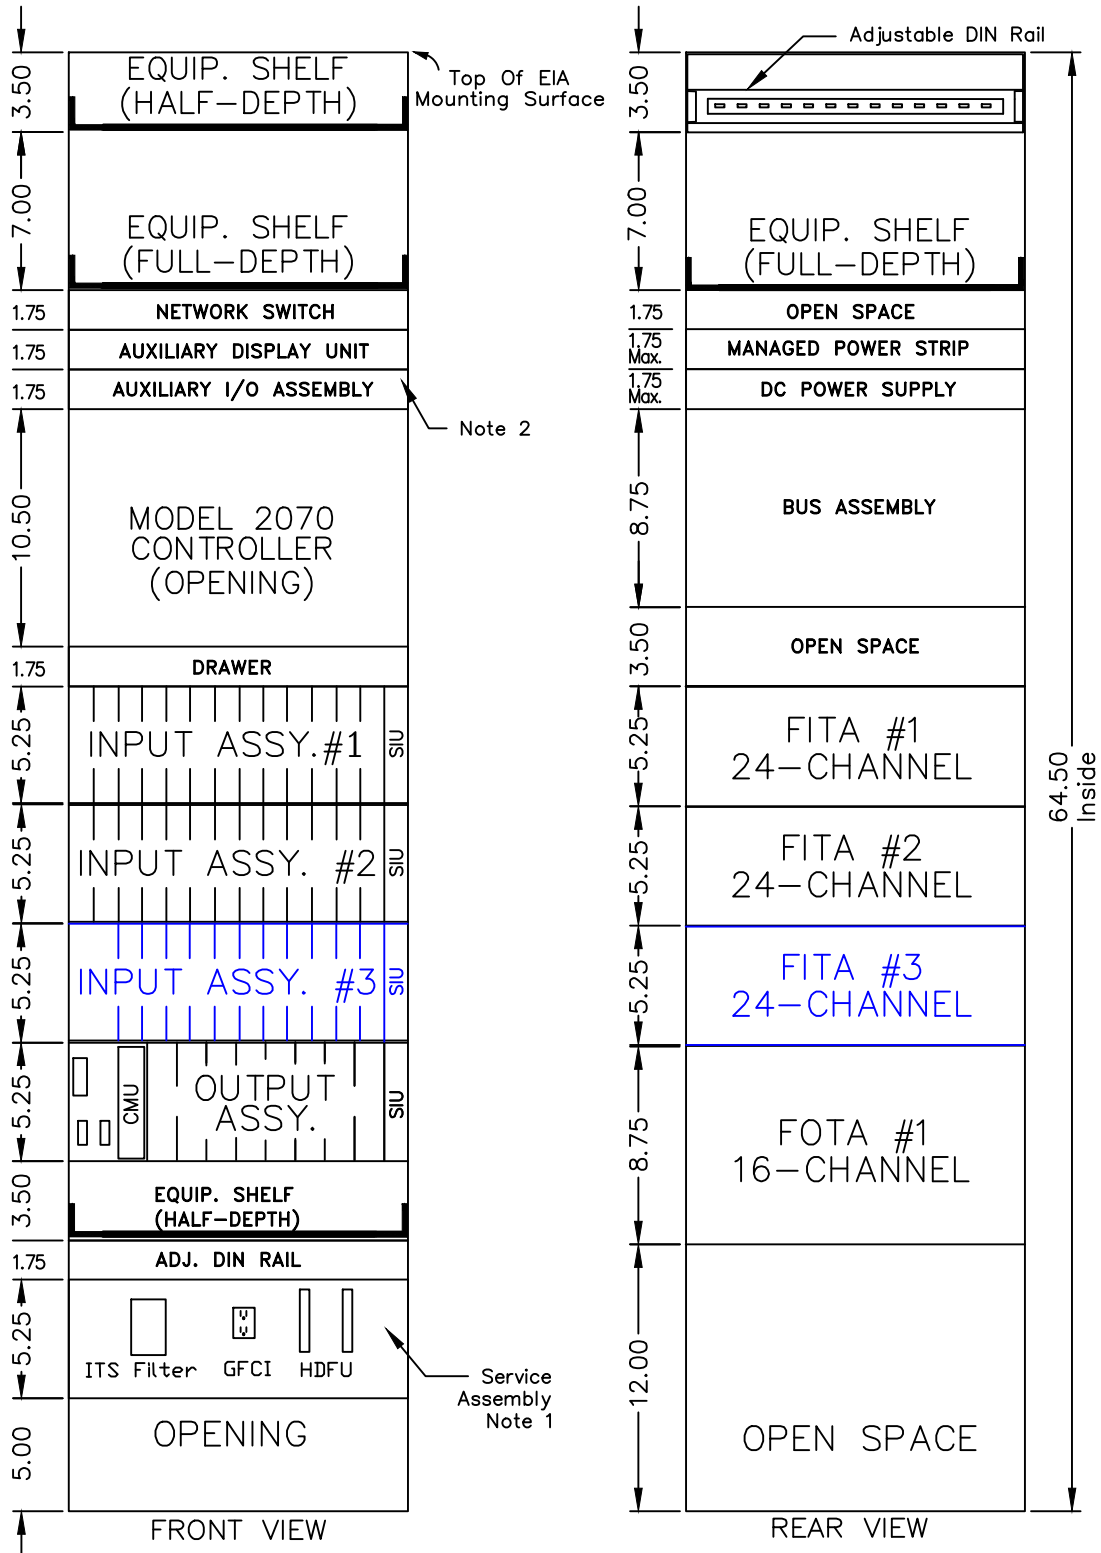 3.50
EQUIP. SHELF
(HALF-DEPTH)
Top Of EIA
Mounting Surface
7.00
EQUIP. SHELF
(FULL-DEPTH)
1.75
NETWORK SWITCH
1.75
AUXILIARY DISPLAY UNIT
1.75
AUXILIARY I/O ASSEMBLY
Note 2
10.50
MODEL 2070
CONTROLLER
(OPENING)
1.75
DRAWER
5.25
INPUT ASSY.#1
SIU
5.25
INPUT ASSY. #2
SIU
5.25
INPUT ASSY. #3
SIU
5.25
CMU
OUTPUT
ASSY.
SIU
3.50
EQUIP. SHELF
(HALF-DEPTH)
1.75
ADJ. DIN RAIL
5.25
ITS Filter
GFCI
HDFU
Service
Assembly
Note 1
5.00
OPENING
FRONT VIEW
Adjustable DIN Rail
3.50
7.00
EQUIP. SHELF
(FULL-DEPTH)
1.75
OPEN SPACE
1.75
Max.
MANAGED POWER STRIP
1.75
Max.
DC POWER SUPPLY
8.75
BUS ASSEMBLY
3.50
OPEN SPACE
5.25
FITA #1
24-CHANNEL
5.25
FITA #2
24-CHANNEL
5.25
FITA #3
24-CHANNEL
8.75
FOTA #1
16-CHANNEL
12.00
OPEN SPACE
64.50
Inside
REAR VIEW